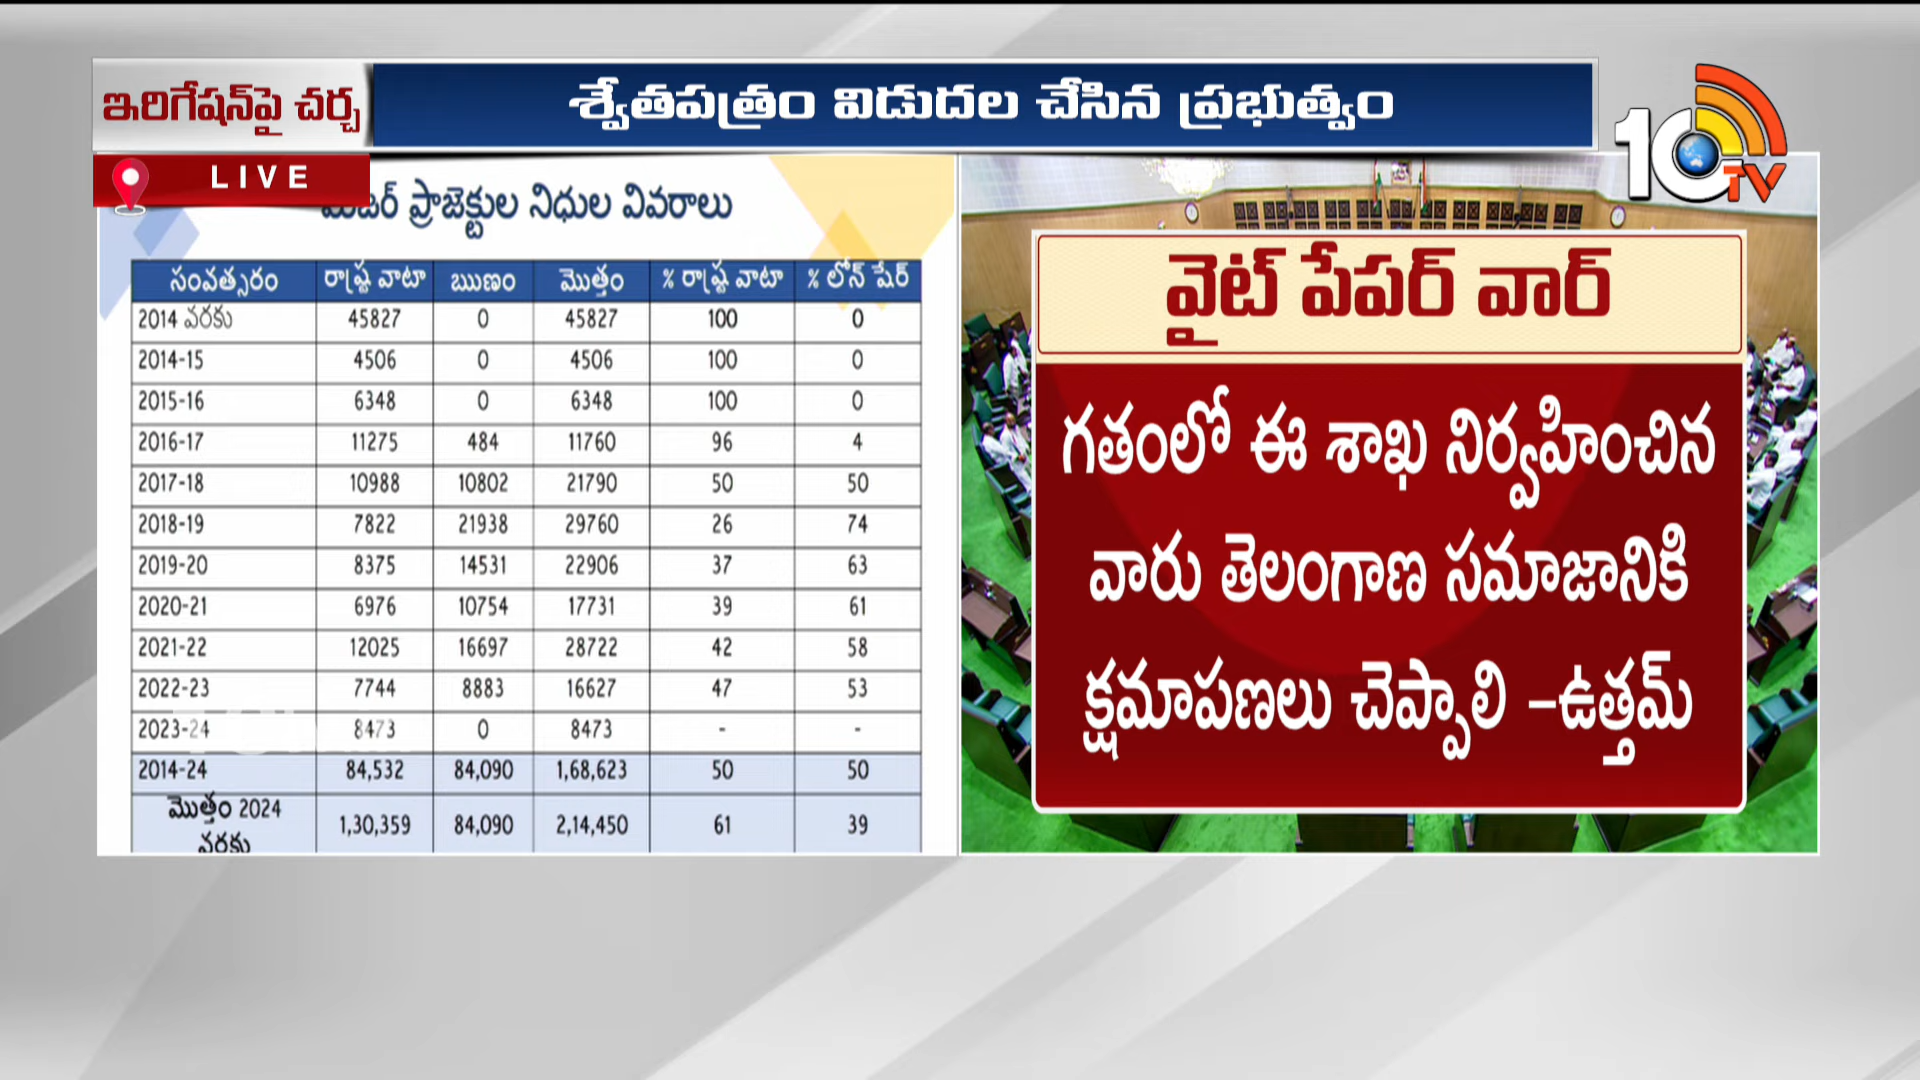 ఇరిగేషన్‌పై చర్చ
శ్వేతపత్రం విడుదల చేసిన ప్రభుత్వం
10TV
LIVE
ప్రాజెక్టుల నిధుల వివరాలు
సంవత్సరం రాష్ట్ర వాటా ఋణం మొత్తం % రాష్ట్ర వాటా % లోన్ షేర్
2014 వరకు 45827 0 45827 100 0
2014-15 4506 0 4506 100 0
2015-16 6348 0 6348 100 0
2016-17 11275 484 11760 96 4
2017-18 10988 10802 21790 50 50
2018-19 7822 21938 29760 26 74
2019-20 8375 14531 22906 37 63
2020-21 6976 10754 17731 39 61
2021-22 12025 16697 28722 42 58
2022-23 7744 8883 16627 47 53
2023-24 8473 0 8473 - -
2014-24 84,532 84,090 1,68,623 50 50
మొత్తం 2024
వరకు 1,30,359 84,090 2,14,450 61 39
వైట్ పేపర్ వార్
గతంలో ఈ శాఖ నిర్వహించిన
వారు తెలంగాణ సమాజానికి
క్షమాపణలు చెప్పాలి –ఉత్తమ్